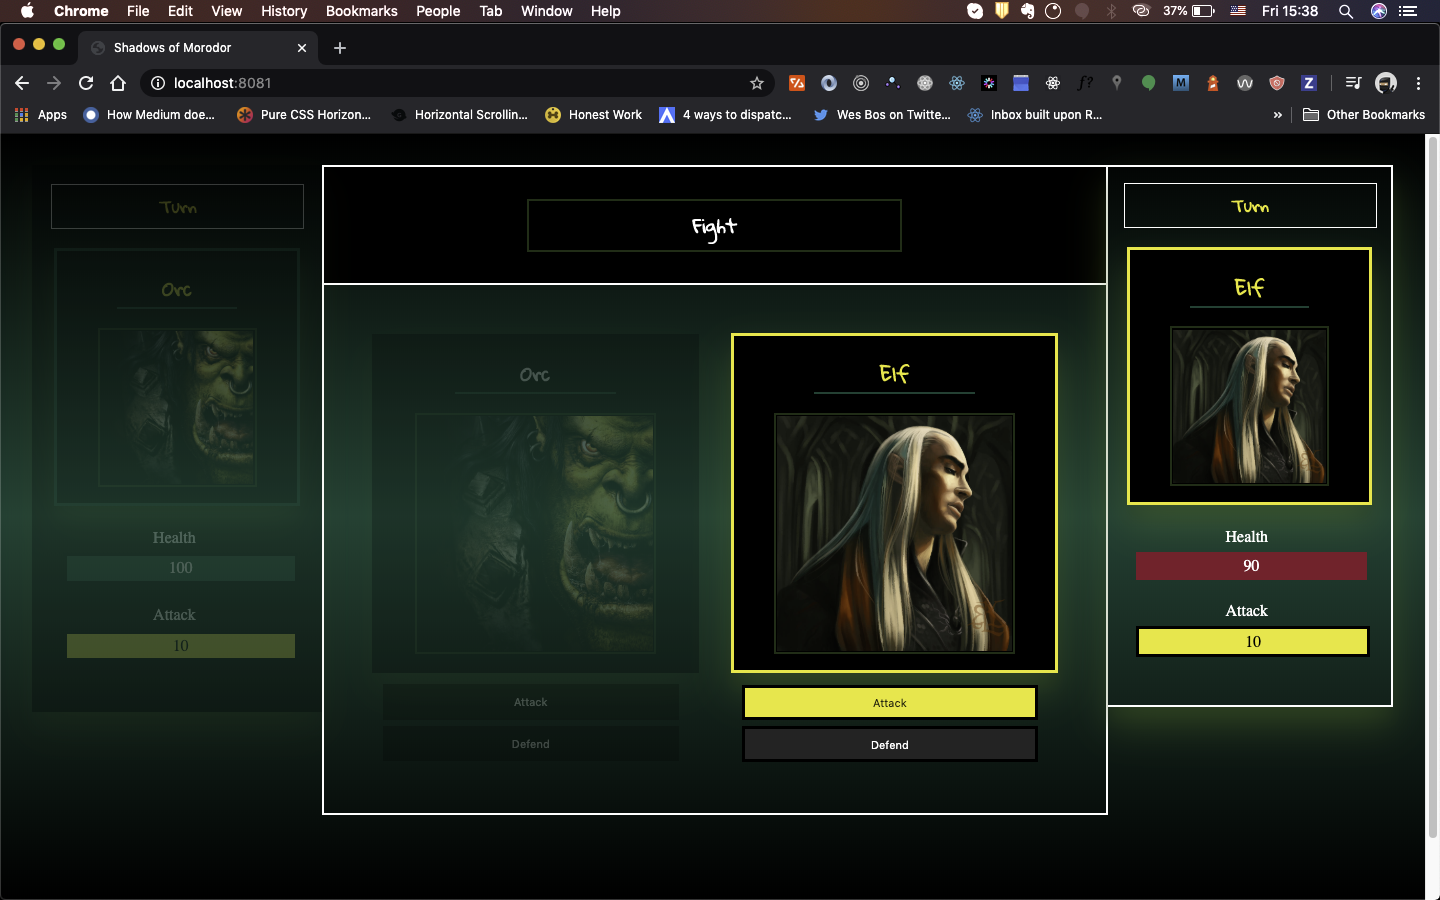 Chrome File Edit View History Bookmarks People Tab Window Help 37% Fri 15:38
Shadows of Morodor
localhost:8081
Apps How Medium doe... Pure CSS Horizon... Horizontal Scrollin... Honest Work 4 ways to dispatc... Wes Bos on Twitte... Inbox built upon R... » Other Bookmarks
Turn
Orc
Health
100
Attack
10
Fight
Orc
Attack
Defend
Elf
Attack
Defend
Turn
Elf
Health
90
Attack
10